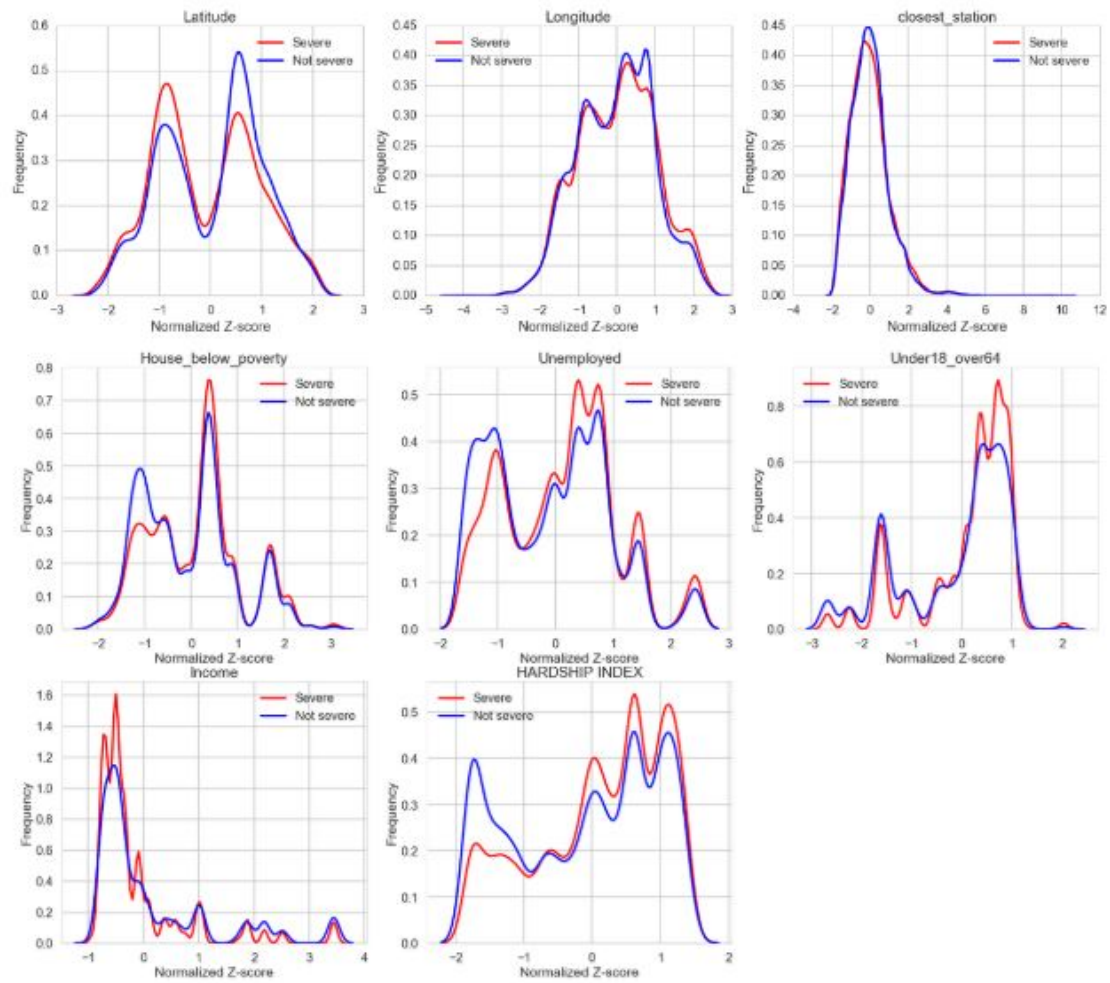 Latitude
Severe
Not severe
Frequency
0.6
0.5
0.4
0.3
0.2
0.1
0.0
−3 −2 −1 0 1 2 3
Normalized Z-score
Longitude
Severe
Not severe
Frequency
0.45
0.40
0.35
0.30
0.25
0.20
0.15
0.10
0.05
0.00
−5 −4 −3 −2 −1 0 1 2 3
Normalized Z-score
closest_station
Severe
Not severe
Frequency
0.45
0.40
0.35
0.30
0.25
0.20
0.15
0.10
0.05
0.00
−4 −2 0 2 4 6 8 10 12
Normalized Z-score
House_below_poverty
Severe
Not severe
Frequency
0.8
0.7
0.6
0.5
0.4
0.3
0.2
0.1
0.0
−2 −1 0 1 2 3
Normalized Z-score
Unemployed
Severe
Not severe
Frequency
0.5
0.4
0.3
0.2
0.1
0.0
−2 −1 0 1 2 3
Normalized Z-score
Under18_over64
Severe
Not severe
Frequency
0.8
0.6
0.4
0.2
0.0
−3 −2 −1 0 1 2
Normalized Z-score
Income
Severe
Not severe
Frequency
1.6
1.4
1.2
1.0
0.8
0.6
0.4
0.2
0.0
−1 0 1 2 3 4
Normalized Z-score
HARDSHIP INDEX
Severe
Not severe
Frequency
0.5
0.4
0.3
0.2
0.1
0.0
−2 −1 0 1 2
Normalized Z-score